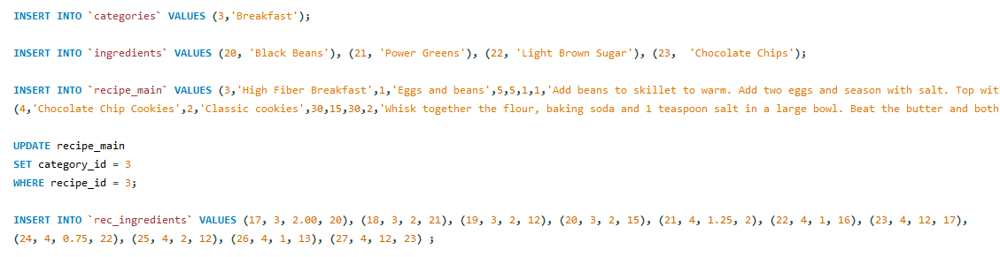 INSERT INTO `categories` VALUES (3,'Breakfast');
INSERT INTO `ingredients` VALUES (20, 'Black Beans'), (21, 'Power Greens'), (22, 'Light Brown Sugar'), (23,  'Chocolate Chips');
INSERT INTO `recipe_main` VALUES (3,'High Fiber Breakfast',1,'Eggs and beans',5,5,1,1,'Add beans to skillet to warm. Add two eggs and season with salt. Top wit
(4,'Chocolate Chip Cookies',2,'Classic cookies',30,15,30,2,'Whisk together the flour, baking soda and 1 teaspoon salt in a large bowl. Beat the butter and both
UPDATE recipe_main
SET category_id = 3
WHERE recipe_id = 3;
INSERT INTO `rec_ingredients` VALUES (17, 3, 2.00, 20), (18, 3, 2, 21), (19, 3, 2, 12), (20, 3, 2, 15), (21, 4, 1.25, 2), (22, 4, 1, 16), (23, 4, 12, 17),
(24, 4, 0.75, 22), (25, 4, 2, 12), (26, 4, 1, 13), (27, 4, 12, 23) ;